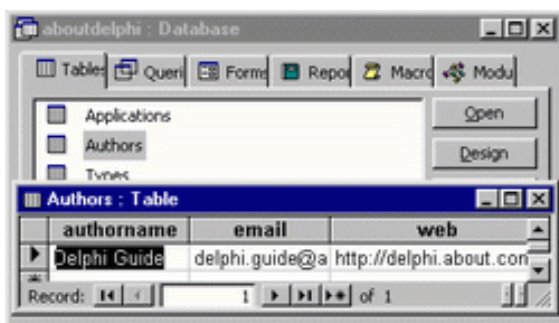 aboutdelphi : Database
Tables Queri Forms Repor Macro Modu
Applications Open
Authors Design
Types
Authors : Table
authorname email web
Delphi Guide delphi.guide@a http://delphi.about.con
Record: 1 of 1